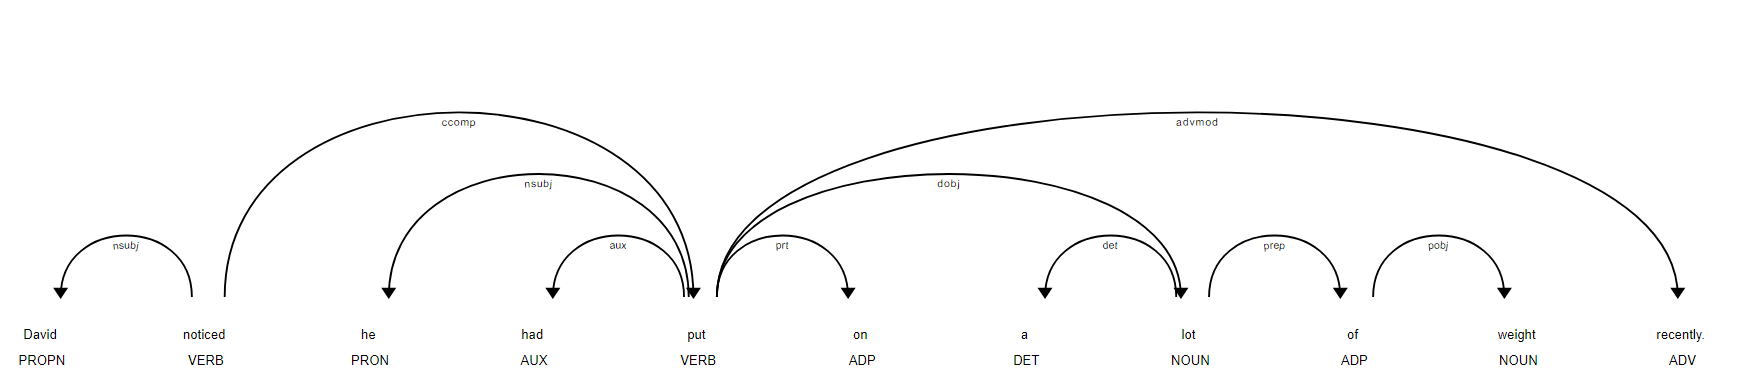 ccomp advmod
nsubj dobj
nsubj aux prt det prep pobj
David noticed he had put on a lot of weight recently.
PROPN VERB PRON AUX VERB ADP DET NOUN ADP NOUN ADV